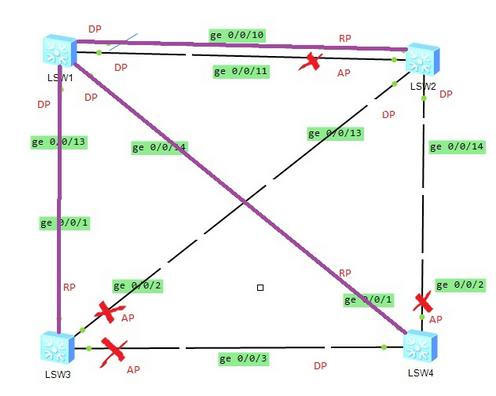 DP
ge 0/0/10
RP
DP
ge 0/0/11
AP
LSW1
LSW2
DP
DP
DP
DP
ge 0/0/13
ge 0/0/14
ge 0/0/13
ge 0/0/14
ge 0/0/1
RP
ge 0/0/2
RP
ge 0/0/1
ge 0/0/2
AP
AP
LSW3
ge 0/0/3
DP
LSW4
AP